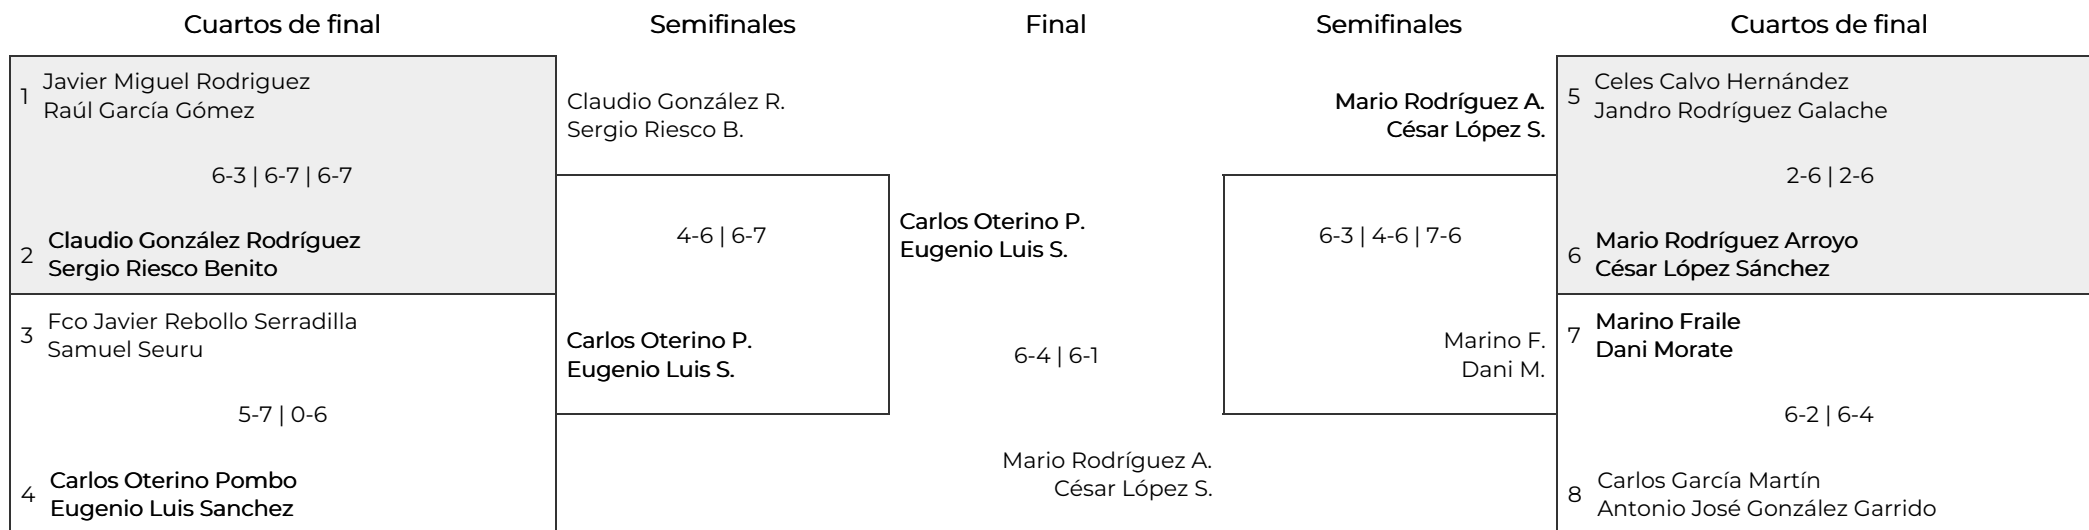 Cuartos de final
Semifinales
Final
Semifinales
Cuartos de final
1
Javier Miguel Rodriguez
Raúl García Gómez
6-3 | 6-7 | 6-7
2
Claudio González Rodríguez
Sergio Riesco Benito
3
Fco Javier Rebollo Serradilla
Samuel Seuru
5-7 | 0-6
4
Carlos Oterino Pombo
Eugenio Luis Sanchez
Claudio González R.
Sergio Riesco B.
4-6 | 6-7
Carlos Oterino P.
Eugenio Luis S.
Carlos Oterino P.
Eugenio Luis S.
6-4 | 6-1
Mario Rodríguez A.
César López S.
Mario Rodríguez A.
César López S.
6-3 | 4-6 | 7-6
Marino F.
Dani M.
5
Celes Calvo Hernández
Jandro Rodríguez Galache
2-6 | 2-6
6
Mario Rodríguez Arroyo
César López Sánchez
7
Marino Fraile
Dani Morate
6-2 | 6-4
8
Carlos García Martín
Antonio José González Garrido